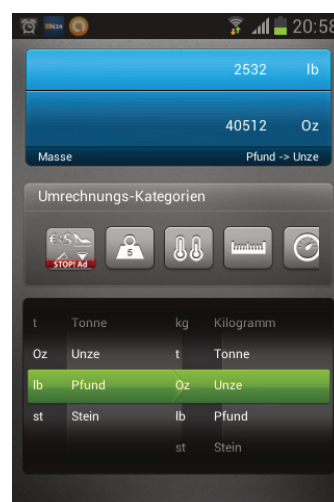 N24 20:58
2532 lb
40512 Oz
Masse Pfund -> Unze
Umrechnungs-Kategorien
€$
STOP! Ad
5
t Tonne kg Kilogramm
Oz Unze t Tonne
lb Pfund Oz Unze
st Stein lb Pfund
st Stein